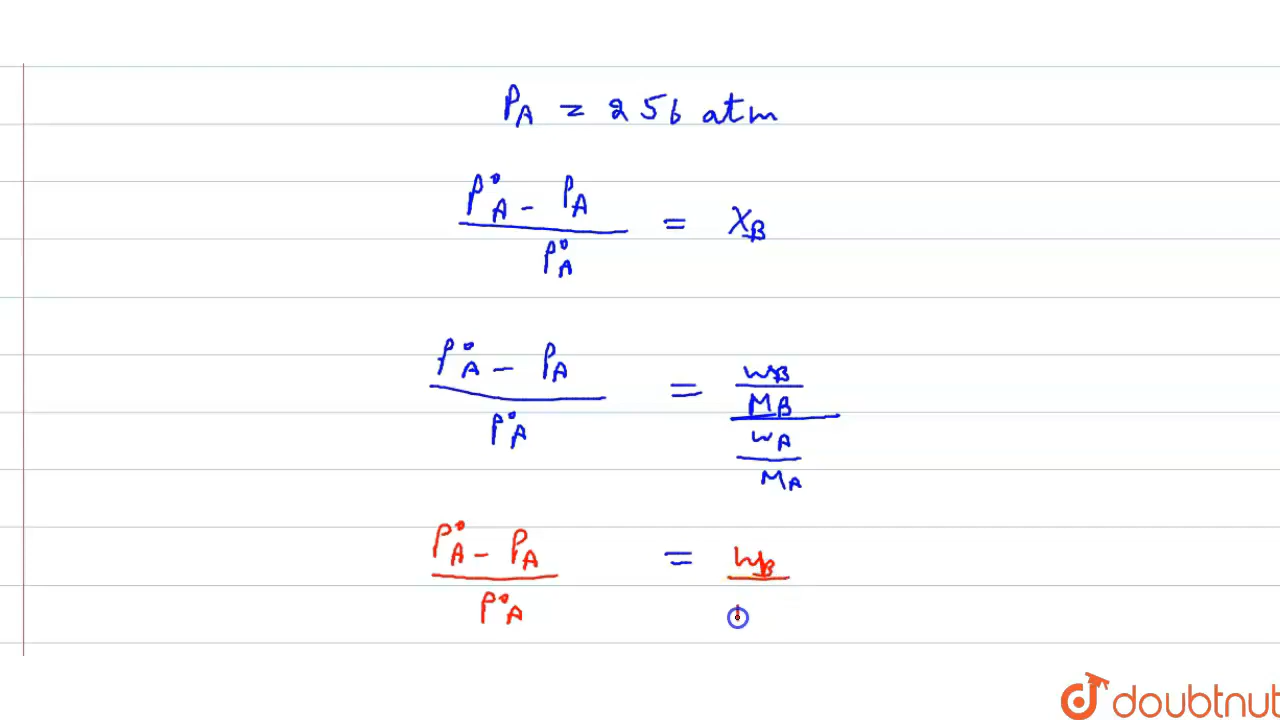 P_A = 256 atm
P°_A - P_A
P°_A
= X_B
P°_A - P_A
P°_A
= W_B
M_B
W_A
M_A
P°_A - P_A
P°_A
= W_B
doubtnut